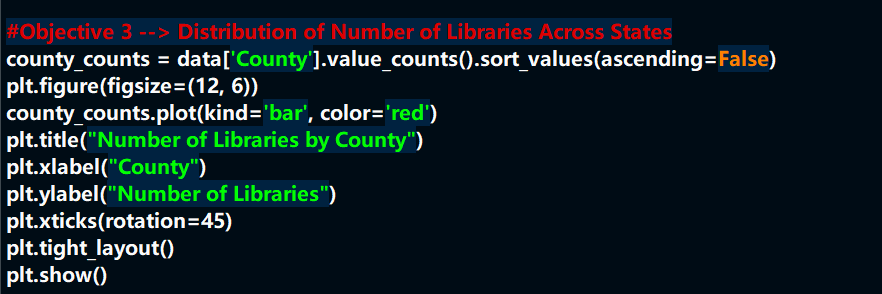 #Objective 3 --> Distribution of Number of Libraries Across States
county_counts = data['County'].value_counts().sort_values(ascending=False)
plt.figure(figsize=(12, 6))
county_counts.plot(kind='bar', color='red')
plt.title("Number of Libraries by County")
plt.xlabel("County")
plt.ylabel("Number of Libraries")
plt.xticks(rotation=45)
plt.tight_layout()
plt.show()